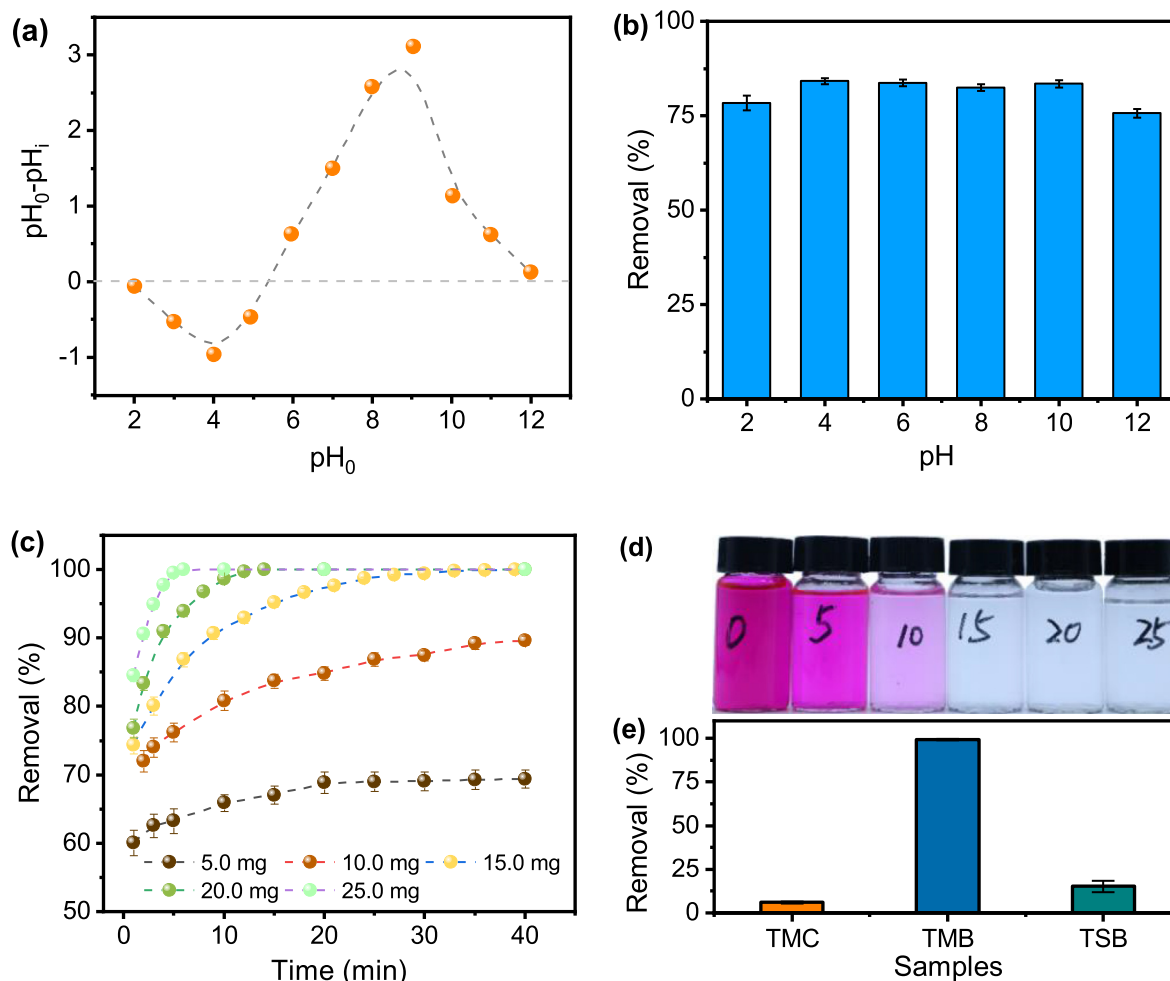 (a)
pH0-pHi
3
2
1
0
-1
2 4 6 8 10 12
pH0
(b)
Removal (%)
100
75
50
25
0
2 4 6 8 10 12
pH
(c)
Removal (%)
100
90
80
70
60
50
5.0 mg 10.0 mg 15.0 mg
20.0 mg 25.0 mg
0 10 20 30 40
Time (min)
(d)
0 5 10 15 20 25
(e)
Removal (%)
100
75
50
25
0
TMC TMB TSB
Samples